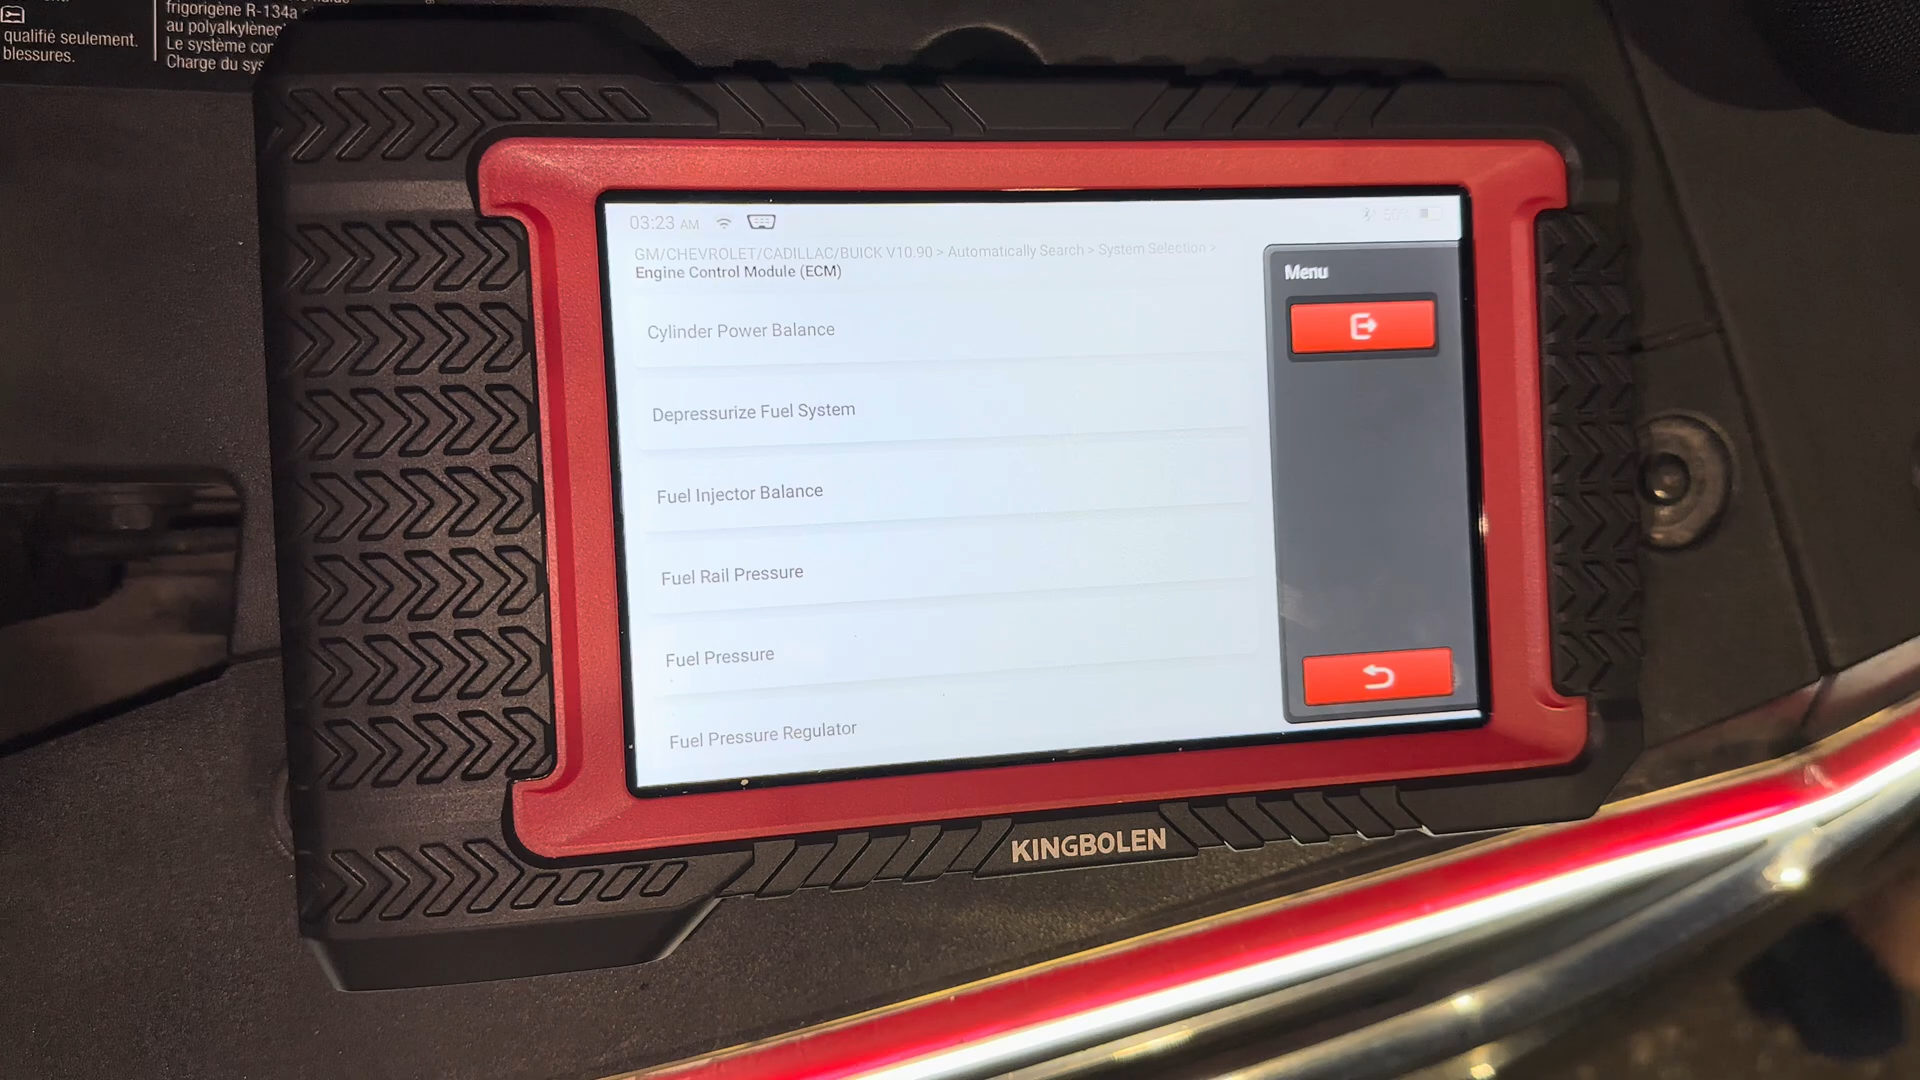 qualifié seulement.
blessures.
frigorigène R-134a
au polyalkylène
Le système
Charge du
03:23 AM
50%
GM/CHEVROLET/CADILLAC/BUICK V10.90 > Automatically Search > System Selection >
Engine Control Module (ECM)
Menu
Cylinder Power Balance
Depressurize Fuel System
Fuel Injector Balance
Fuel Rail Pressure
Fuel Pressure
Fuel Pressure Regulator
KINGBOLEN